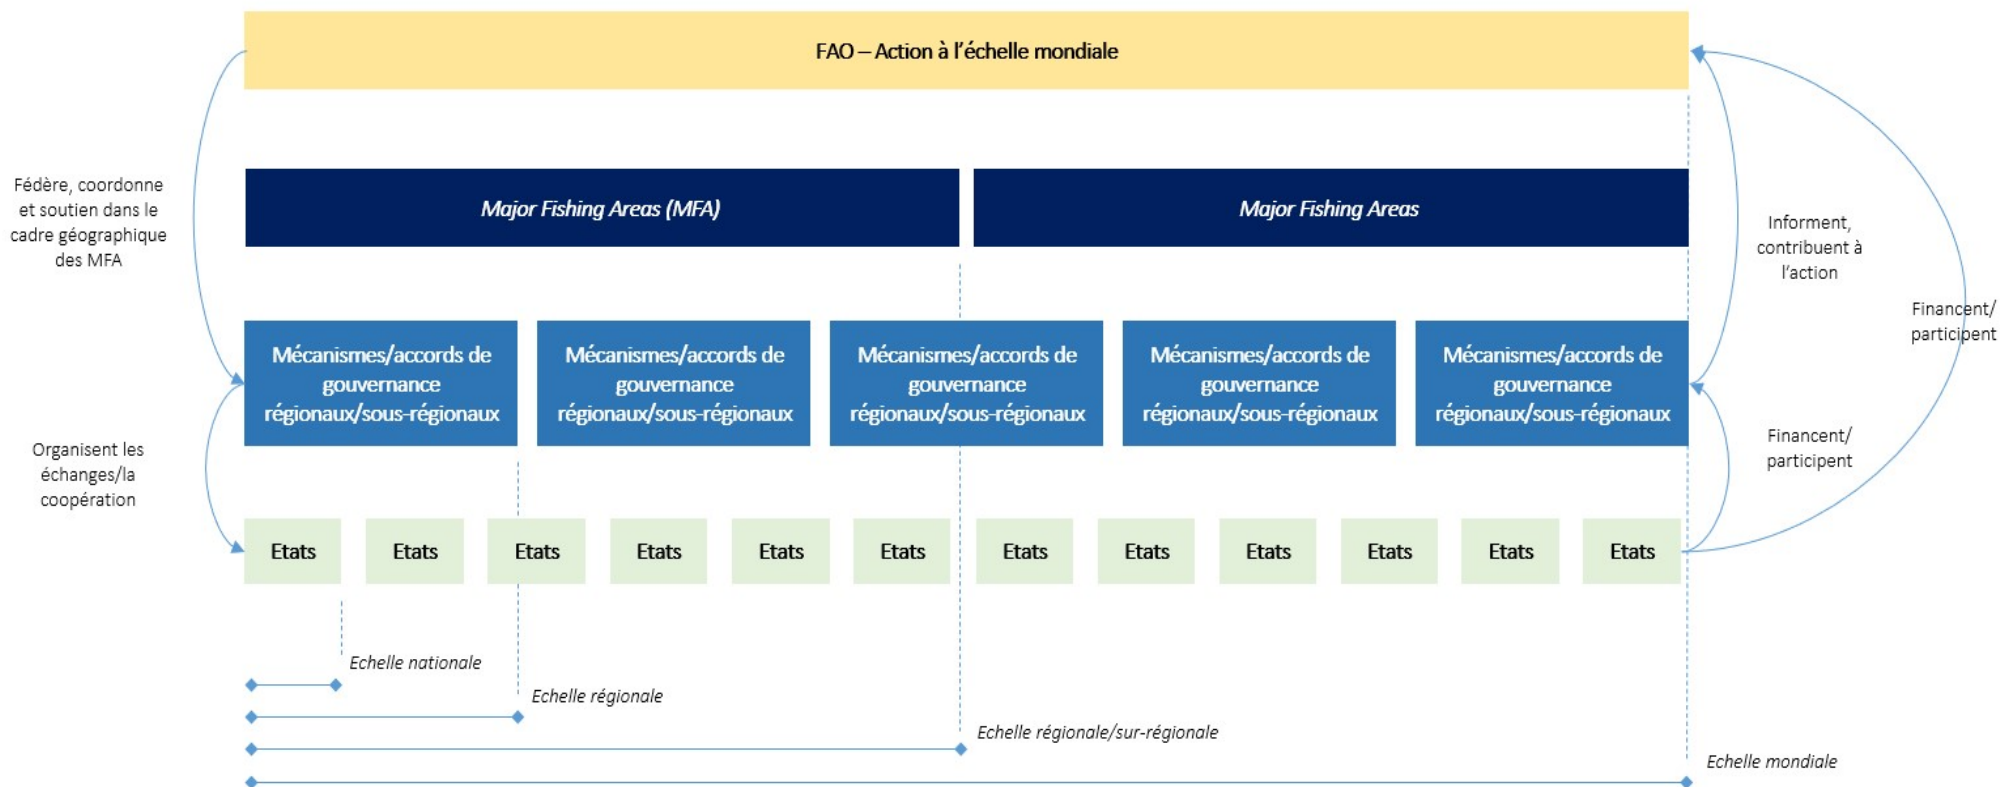 FAO – Action à l’échelle mondiale
Fédère, coordonne
et soutien dans le
cadre géographique
des MFA
Major Fishing Areas (MFA)
Major Fishing Areas
Informent,
contribuent à
l’action
Financent/
participent
Mécanismes/accords de
gouvernance
régionaux/sous-régionaux
Mécanismes/accords de
gouvernance
régionaux/sous-régionaux
Mécanismes/accords de
gouvernance
régionaux/sous-régionaux
Mécanismes/accords de
gouvernance
régionaux/sous-régionaux
Mécanismes/accords de
gouvernance
régionaux/sous-régionaux
Organisent les
échanges/la
coopération
Financent/
participent
Etats
Etats
Etats
Etats
Etats
Etats
Etats
Etats
Etats
Etats
Etats
Etats
Echelle nationale
Echelle régionale
Echelle régionale/sur-régionale
Echelle mondiale